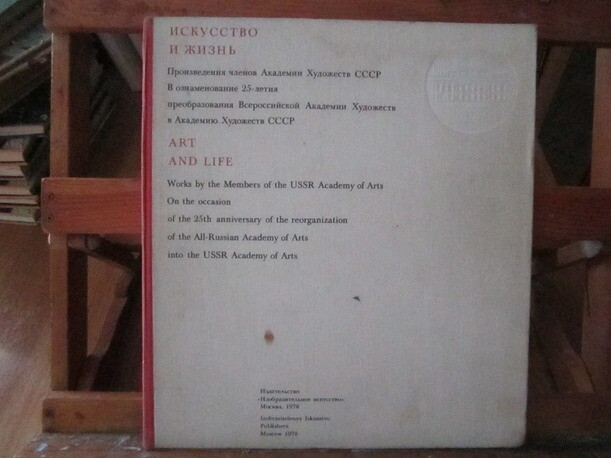 ИСКУССТВО
И ЖИЗНЬ
Произведения членов Академии Художеств СССР
В ознаменование 25-летия
преобразования Всероссийской Академии Художеств
в Академию Художеств СССР
ART
AND LIFE
Works by the Members of the USSR Academy of Arts
On the occasion
of the 25th anniversary of the reorganization
of the All-Russian Academy of Arts
into the USSR Academy of Arts
Издательство
«Изобразительное искусство»
Москва. 1976
Izobrazitelnoye Iskusstvo
Publishers
Moscow 1976